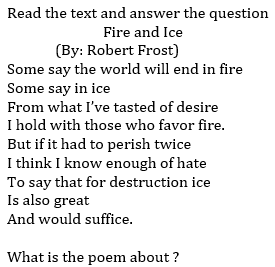 Read the text and answer the question
Fire and Ice
(By: Robert Frost)
Some say the world will end in fire
Some say in ice
From what I’ve tasted of desire
I hold with those who favor fire.
But if it had to perish twice
I think I know enough of hate
To say that for destruction ice
Is also great
And would suffice.
What is the poem about ?